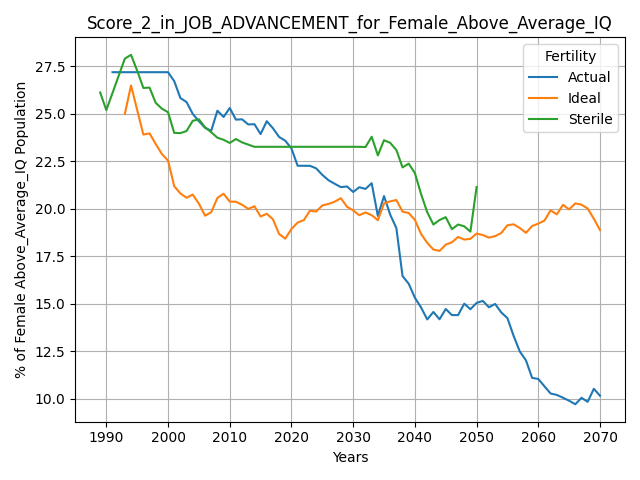 Score_2_in_JOB_ADVANCEMENT_for_Female_Above_Average_IQ
Fertility
Actual
Ideal
Sterile
% of Female Above_Average_IQ Population
27.5
25.0
22.5
20.0
17.5
15.0
12.5
10.0
1990 2000 2010 2020 2030 2040 2050 2060 2070
Years